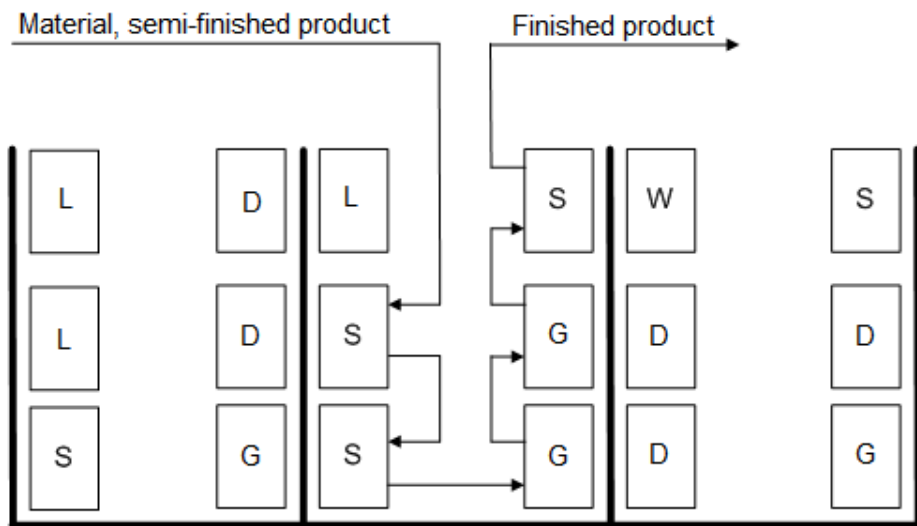 Material, semi-finished product Finished product
L D L S W S
L D S G D D
S G S G D G